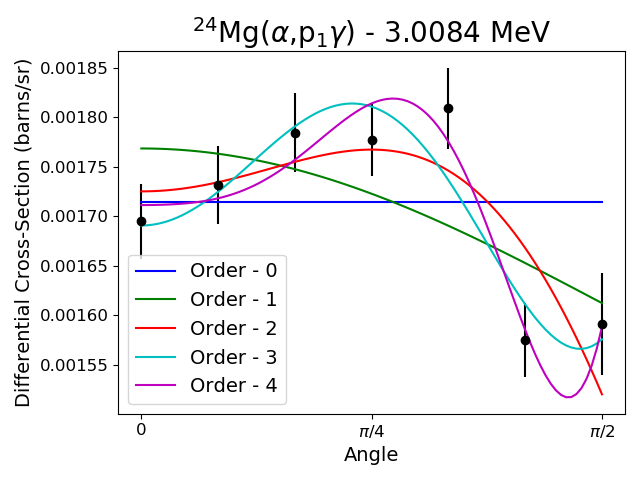 ²⁴Mg(α,p₁γ) - 3.0084 MeV
Differential Cross-Section (barns/sr)
0.00185
0.00180
0.00175
0.00170
0.00165
0.00160
0.00155
Order - 0
Order - 1
Order - 2
Order - 3
Order - 4
0 π/4 π/2
Angle